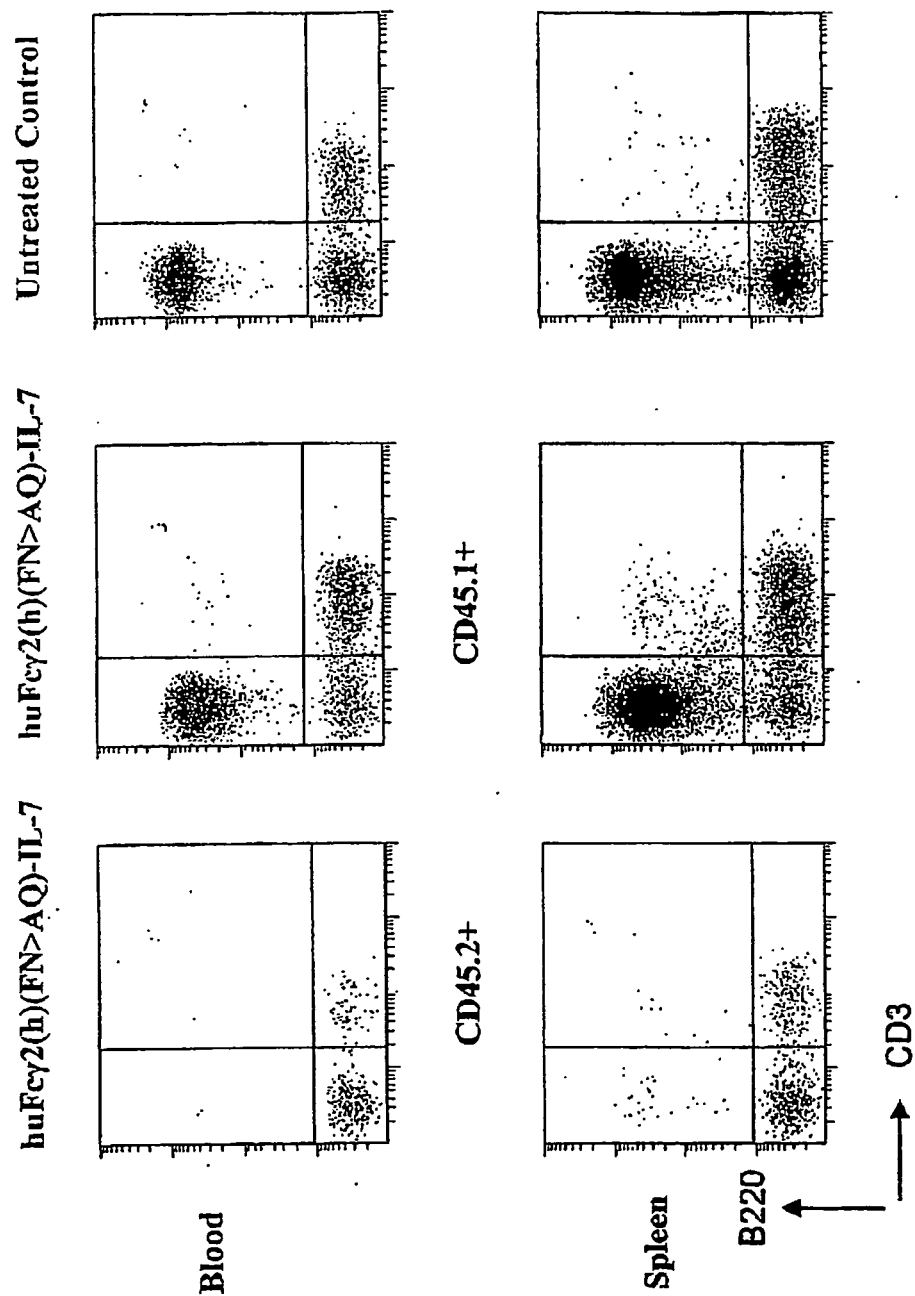 huFcγ2(h)(FN>AQ)-IL-7
huFcγ2(h)(FN>AQ)-IL-7
Untreated Control
Blood
CD45.2+
CD45.1+
Spleen
B220
CD3